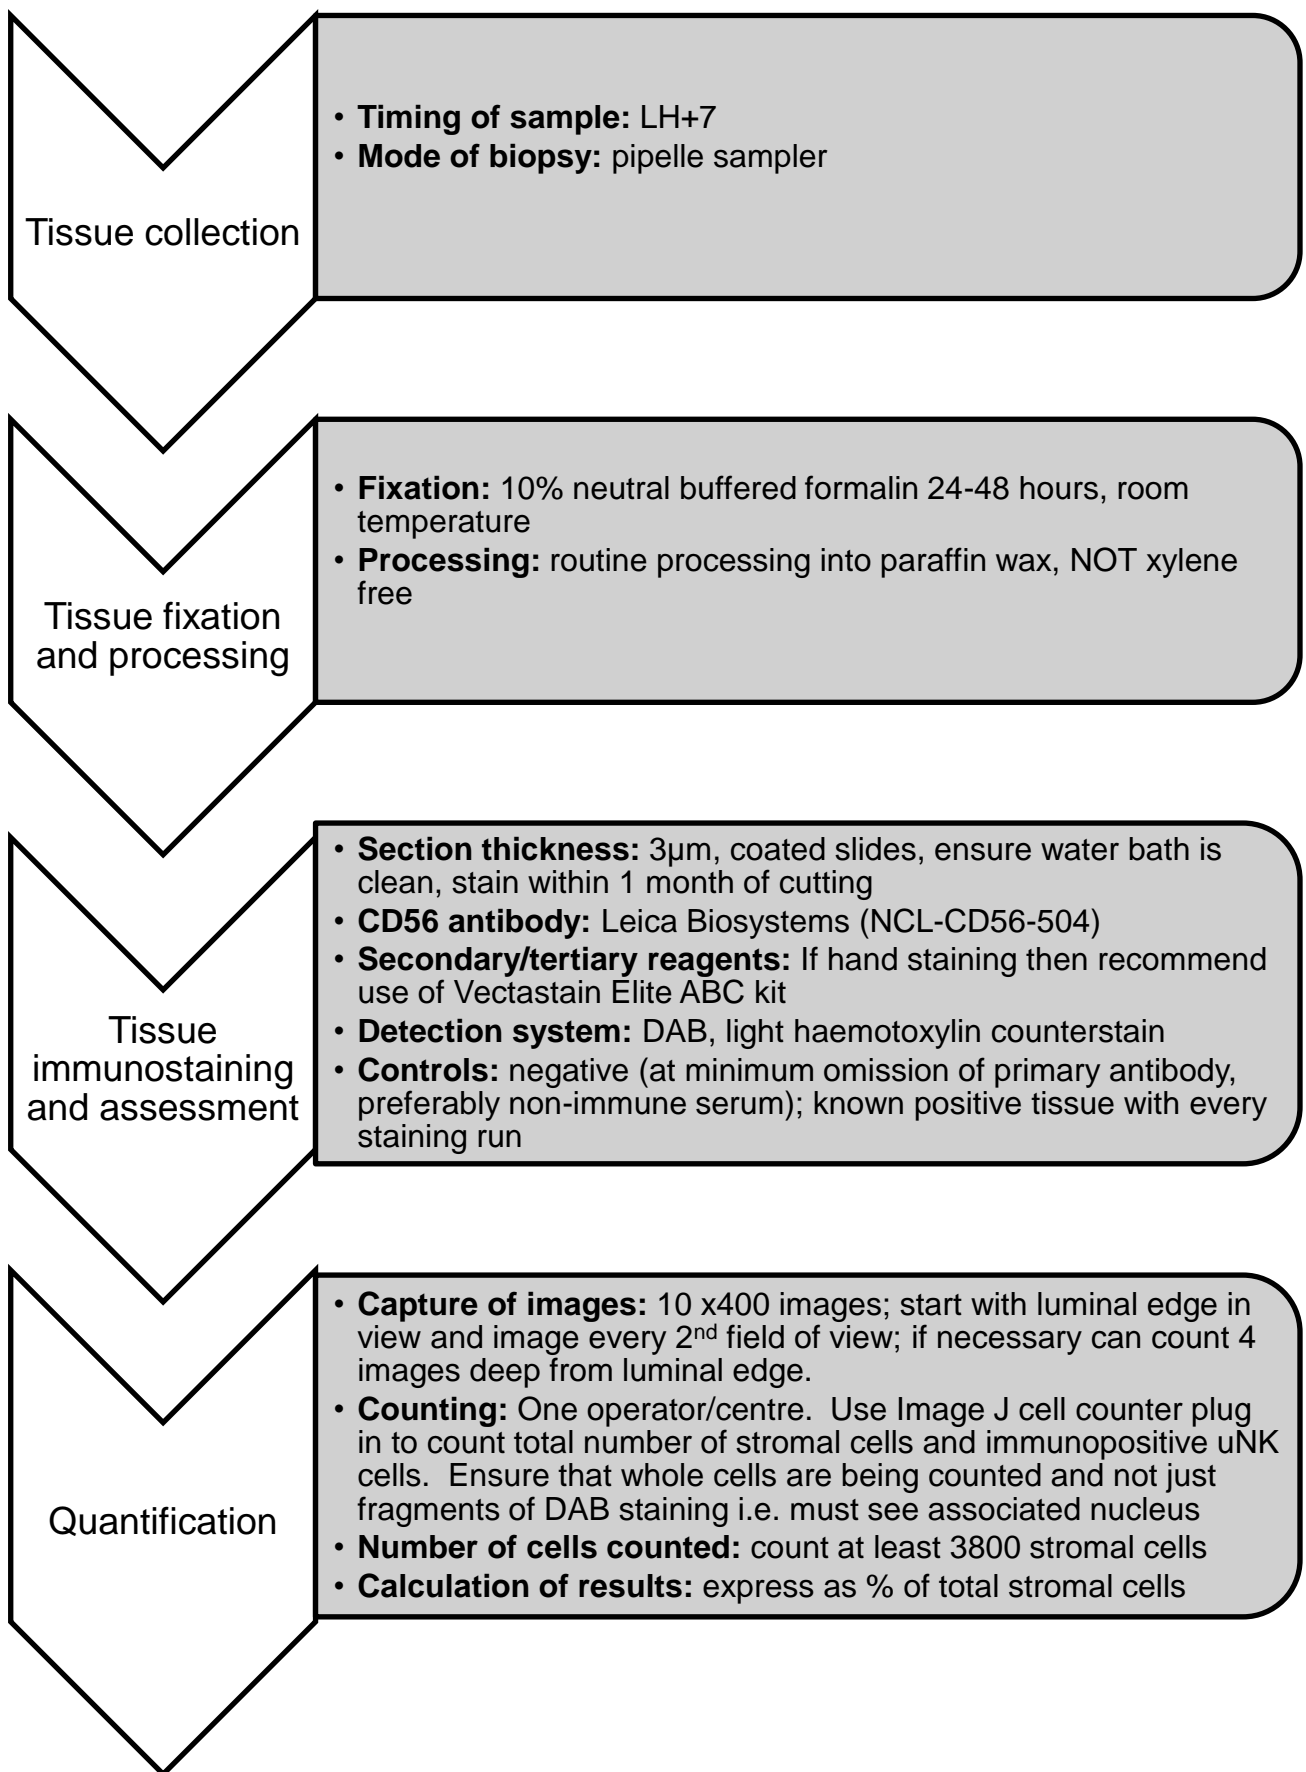 Tissue collection
• Timing of sample: LH+7
• Mode of biopsy: pipelle sampler
Tissue fixation
and processing
• Fixation: 10% neutral buffered formalin 24-48 hours, room
temperature
• Processing: routine processing into paraffin wax, NOT xylene
free
Tissue
immunostaining
and assessment
• Section thickness: 3µm, coated slides, ensure water bath is
clean, stain within 1 month of cutting
• CD56 antibody: Leica Biosystems (NCL-CD56-504)
• Secondary/tertiary reagents: If hand staining then recommend
use of Vectastain Elite ABC kit
• Detection system: DAB, light haemotoxylin counterstain
• Controls: negative (at minimum omission of primary antibody,
preferably non-immune serum); known positive tissue with every
staining run
Quantification
• Capture of images: 10 x400 images; start with luminal edge in
view and image every 2nd field of view; if necessary can count 4
images deep from luminal edge.
• Counting: One operator/centre. Use Image J cell counter plug
in to count total number of stromal cells and immunopositive uNK
cells. Ensure that whole cells are being counted and not just
fragments of DAB staining i.e. must see associated nucleus
• Number of cells counted: count at least 3800 stromal cells
• Calculation of results: express as % of total stromal cells